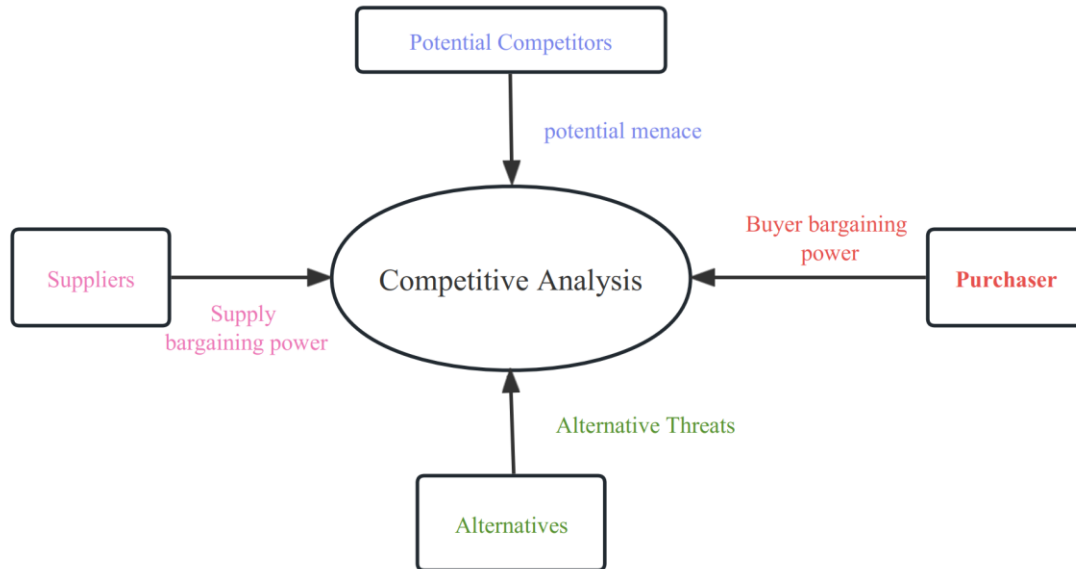 Potential Competitors
potential menace
Buyer bargaining
power
Suppliers
Competitive Analysis
Purchaser
Supply
bargaining power
Alternative Threats
Alternatives